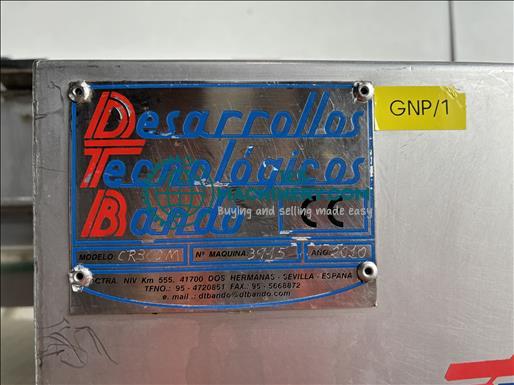 GNP/1
Desarrollos
Tecnológicos
Bando
Buying and selling made easy
CE
MODELO: CR300M Nº MAQUINA 3915 AÑO 2010
CTRA. NIV Km 555, 41700 DOS HERMANAS - SEVILLA - ESPAÑA
TFNO.: 95 - 4720851 FAX.: 95 - 5668872
e. mail .: dtbando@dtbando.com